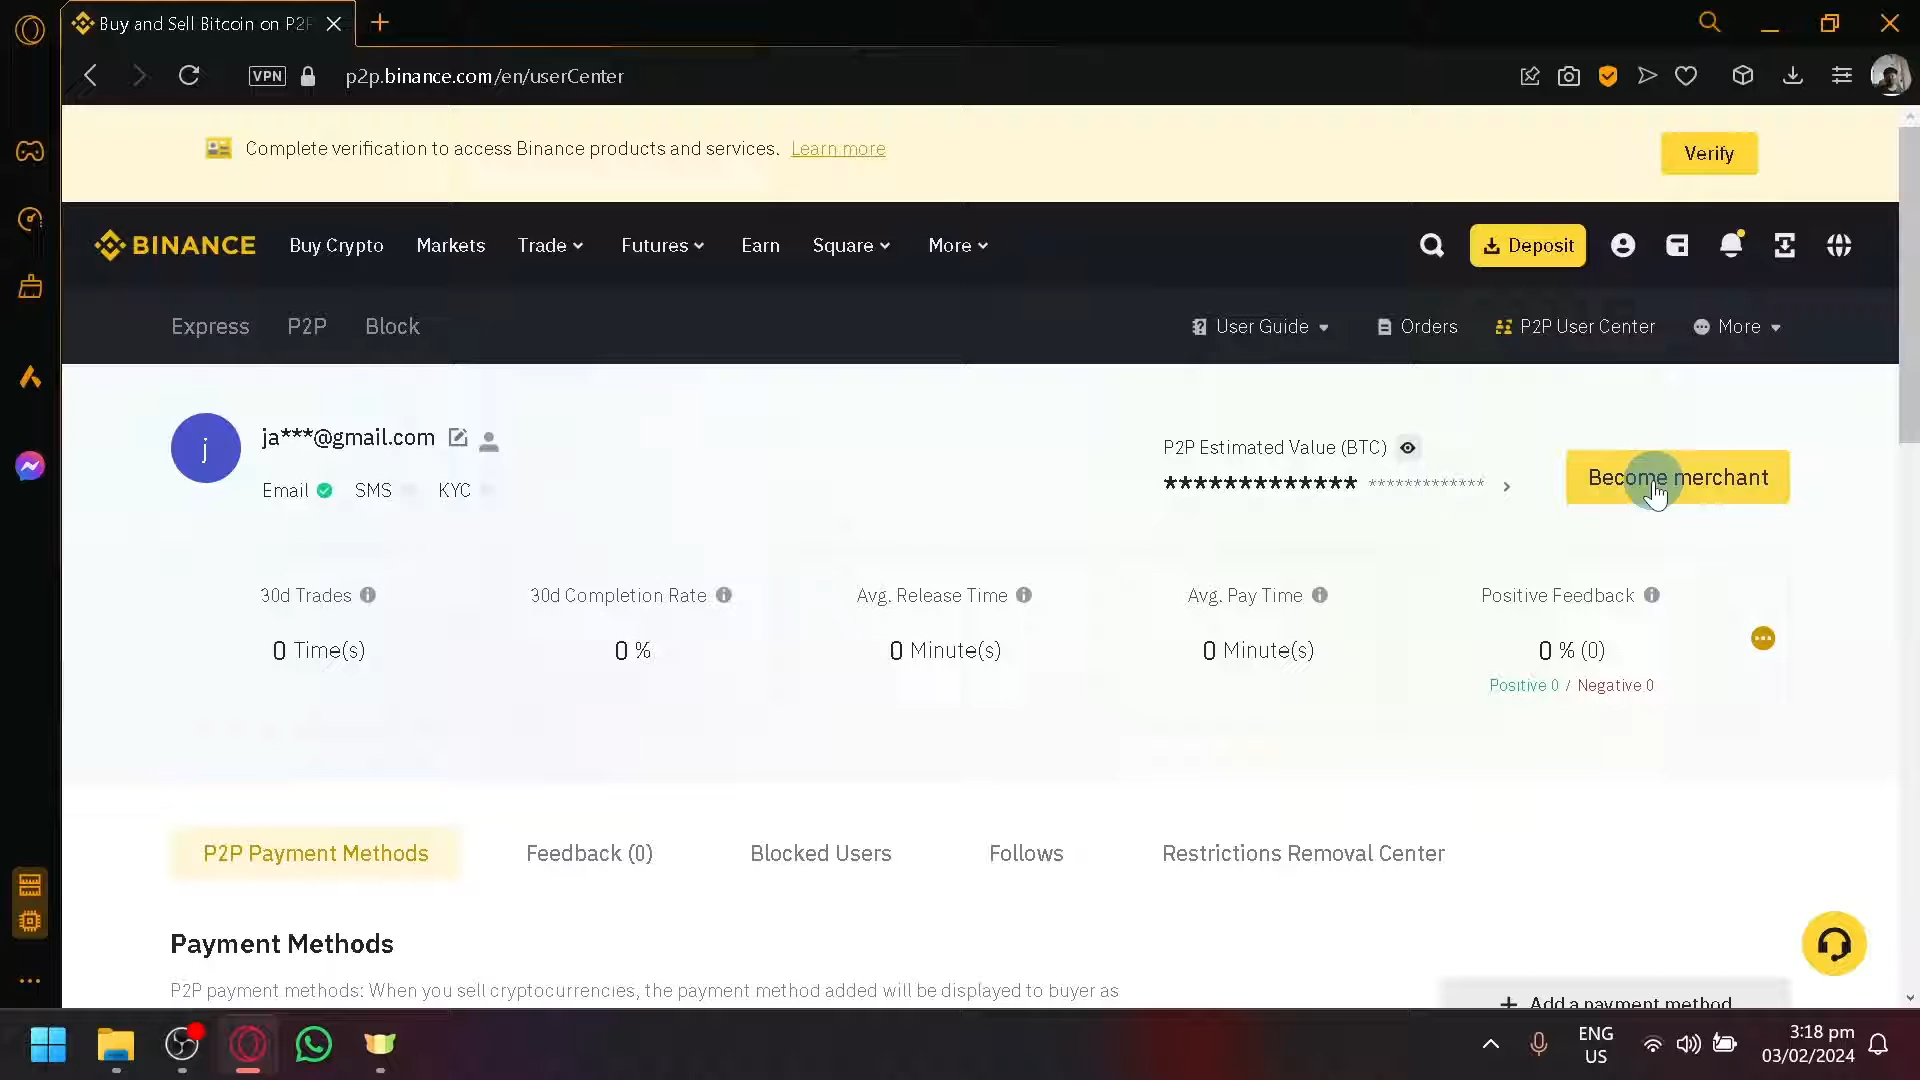 Buy and Sell Bitcoin on P2P
VPN p2p.binance.com/en/userCenter
Complete verification to access Binance products and services. Learn more
Verify
BINANCE Buy Crypto Markets Trade Futures Earn Square More Deposit
Express P2P Block User Guide Orders P2P User Center More
j
ja***@gmail.com
Email SMS KYC
P2P Estimated Value (BTC)
************* *************
Become merchant
30d Trades 30d Completion Rate Avg. Release Time Avg. Pay Time Positive Feedback
0 Time(s) 0 % 0 Minute(s) 0 Minute(s) 0 % (0)
Positive 0 / Negative 0
P2P Payment Methods Feedback (0) Blocked Users Follows Restrictions Removal Center
Payment Methods
P2P payment methods: When you sell cryptocurrencies, the payment method added will be displayed to buyer as
+ Add a payment method
ENG
US
3:18 pm
03/02/2024